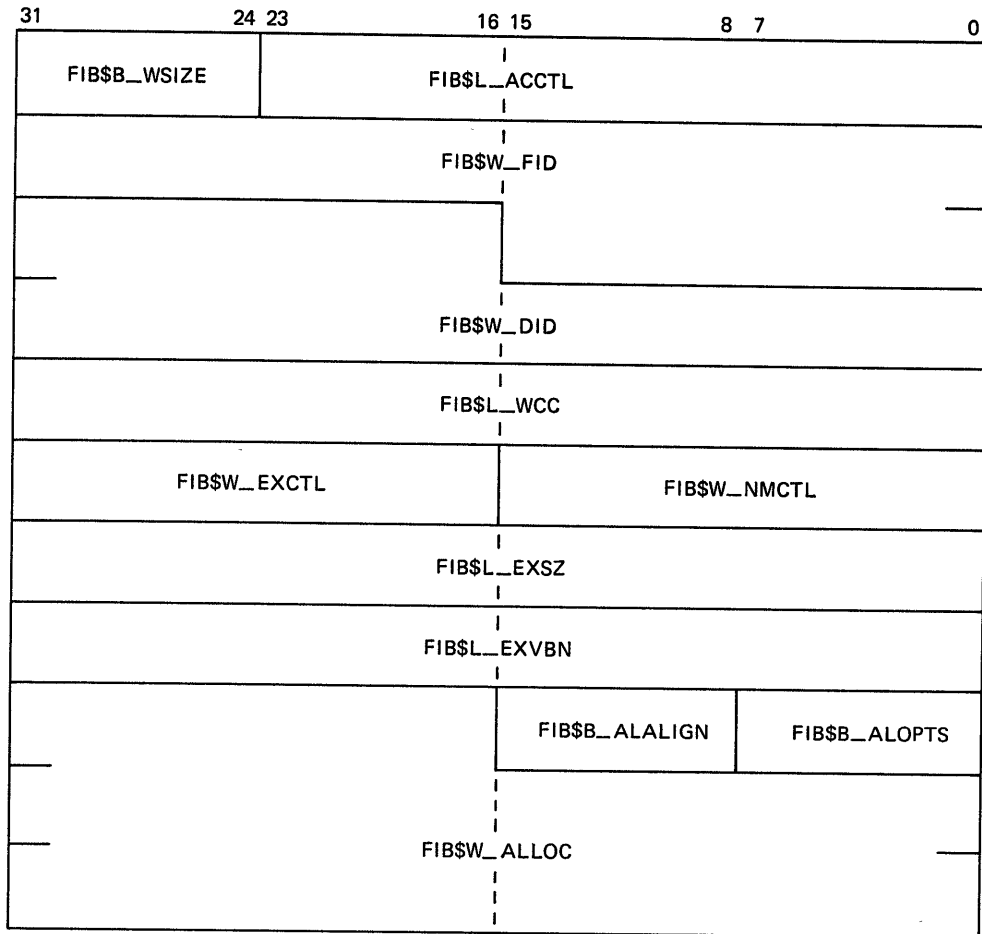 31 24 23 16 15 8 7 0
FIB$B_WSIZE FIB$L_ACCTL
FIB$W_FID
FIB$W_DID
FIB$L_WCC
FIB$W_EXCTL FIB$W_NMCTL
FIB$L_EXSZ
FIB$L_EXVBN
FIB$B_ALALIGN FIB$B_ALOPTS
FIB$W_ALLOC